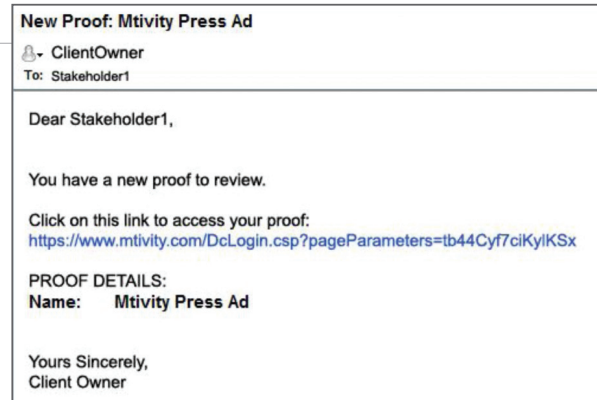 New Proof: Mtivity Press Ad
ClientOwner
To: Stakeholder1
Dear Stakeholder1,
You have a new proof to review.
Click on this link to access your proof:
https://www.mtivity.com/DcLogin.csp?pageParameters=tb44Cyf7ciKylKSx
PROOF DETAILS:
Name: Mtivity Press Ad
Yours Sincerely,
Client Owner